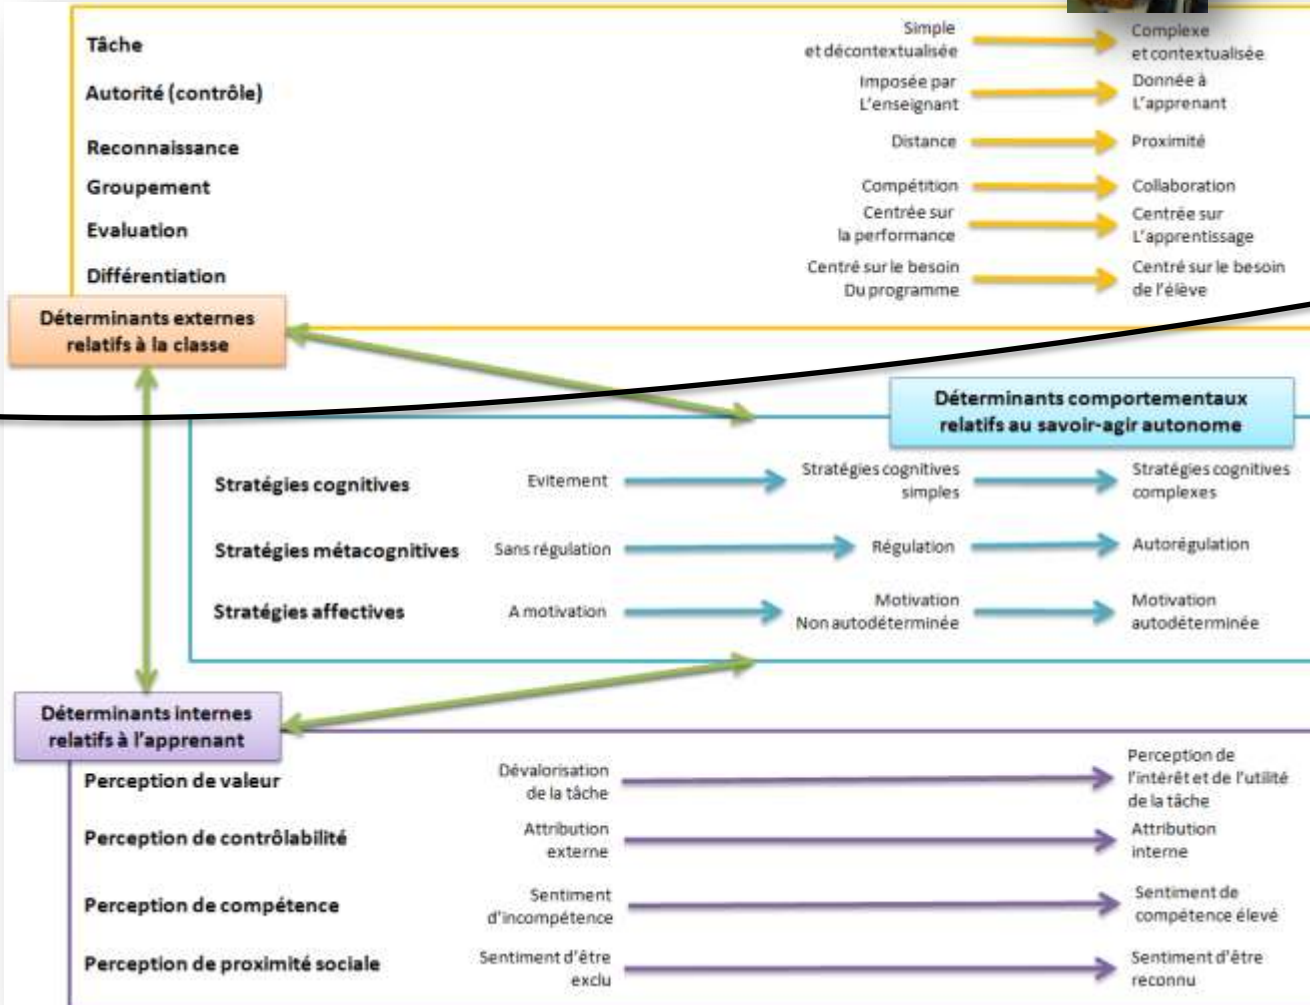 Tâche
Simple
et décontextualisée
Complexe
et contextualisée
Autorité (contrôle)
Imposée par
L'enseignant
Donnée à
L'apprenant
Reconnaissance
Distance
Proximité
Groupement
Compétition
Collaboration
Evaluation
Centrée sur
la performance
Centrée sur
L'apprentissage
Différentiation
Centré sur le besoin
Du programme
Centré sur le besoin
de l'élève
Déterminants externes
relatifs à la classe
Déterminants comportementaux
relatifs au savoir-agir autonome
Stratégies cognitives
Evitement
Stratégies cognitives
simples
Stratégies cognitives
complexes
Stratégies métacognitives
Sans régulation
Régulation
Autorégulation
Stratégies affectives
A motivation
Motivation
Non autodéterminée
Motivation
autodéterminée
Déterminants internes
relatifs à l'apprenant
Perception de valeur
Dévalorisation
de la tâche
Perception de
l'intérêt et de l'utilité
de la tâche
Perception de contrôlabilité
Attribution
externe
Attribution
interne
Perception de compétence
Sentiment
d'incompétence
Sentiment de
compétence élevé
Perception de proximité sociale
Sentiment d'être
exclu
Sentiment d'être
reconnu